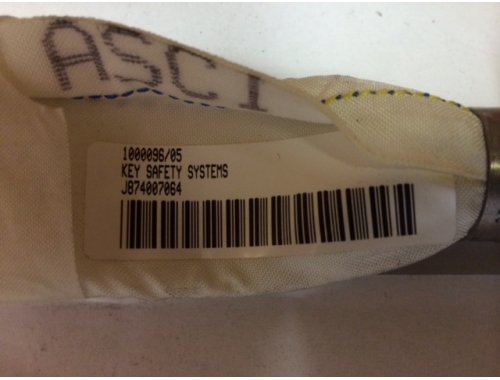 ASCI
1000096/05
KEY SAFETY SYSTEMS
J874007064